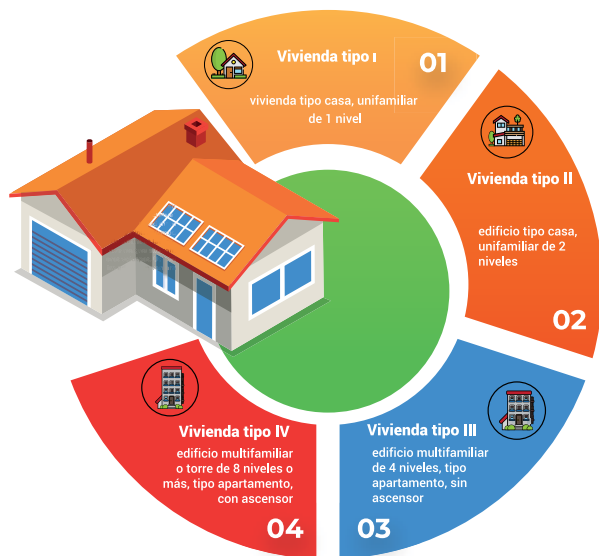 Vivienda tipo I
01
vivienda tipo casa, unifamiliar
de 1 nivel
Vivienda tipo II
edificio tipo casa,
unifamiliar de 2
niveles
02
Vivienda tipo III
edificio multifamiliar
de 4 niveles, tipo
apartamento, sin
ascensor
03
Vivienda tipo IV
edificio multifamiliar
o torre de 8 niveles o
más, tipo apartamento,
con ascensor
04